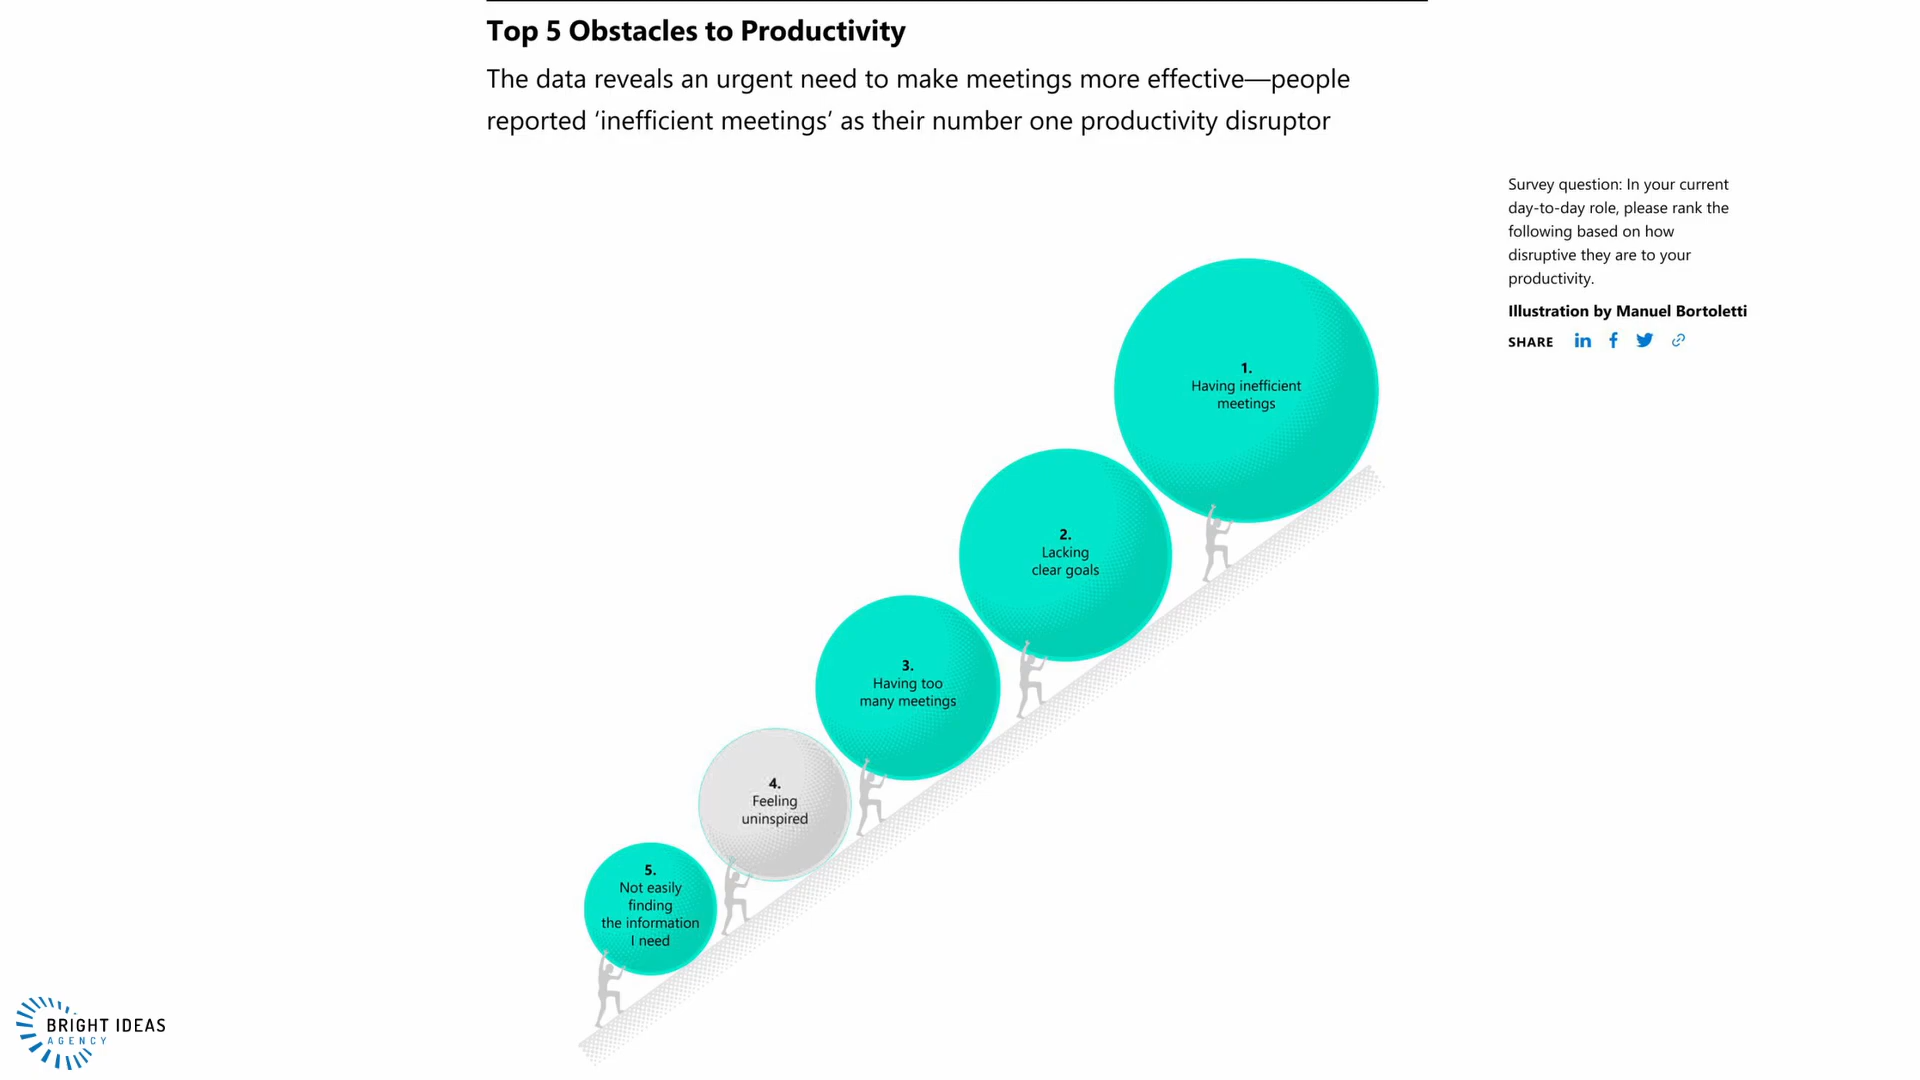 Top 5 Obstacles to Productivity
The data reveals an urgent need to make meetings more effective—people
reported ‘inefficient meetings’ as their number one productivity disruptor
Survey question: In your current
day-to-day role, please rank the
following based on how
disruptive they are to your
productivity.
Illustration by Manuel Bortoletti
SHARE
1.
Having inefficient
meetings
2.
Lacking
clear goals
3.
Having too
many meetings
4.
Feeling
uninspired
5.
Not easily
finding
the information
I need
BRIGHT IDEAS
AGENCY